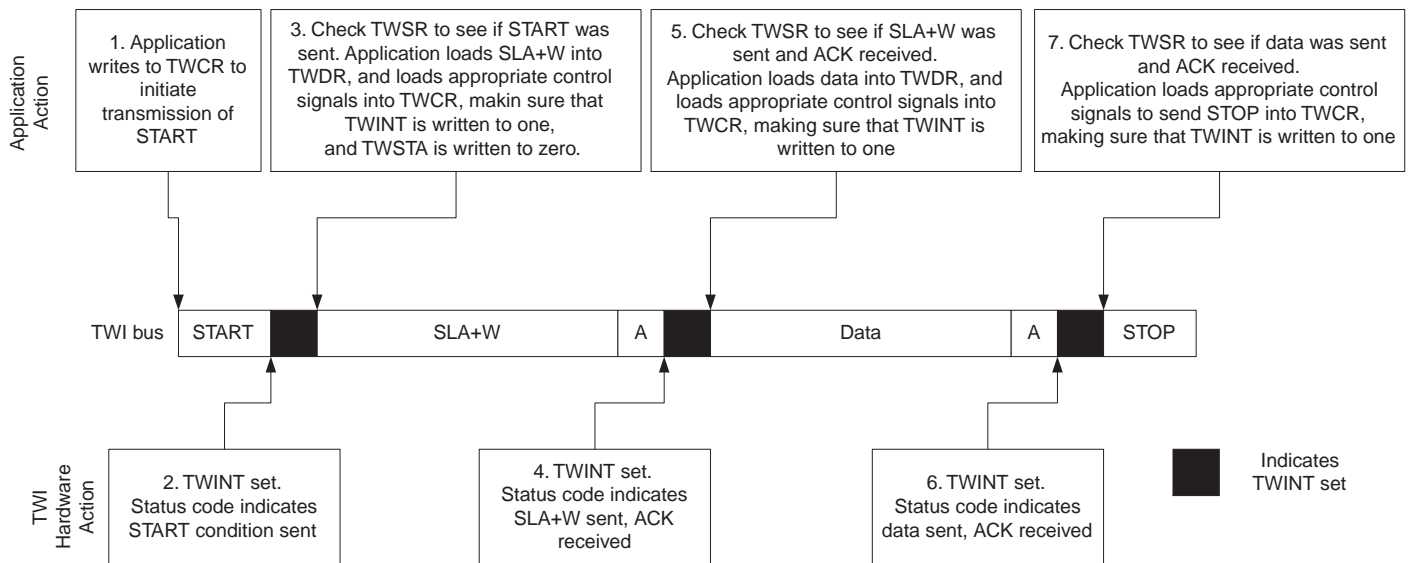 Application
Action
1. Application
writes to TWCR to
initiate
transmission of
START
3. Check TWSR to see if START was
sent. Application loads SLA+W into
TWDR, and loads appropriate control
signals into TWCR, makin sure that
TWINT is written to one,
and TWSTA is written to zero.
5. Check TWSR to see if SLA+W was
sent and ACK received.
Application loads data into TWDR, and
loads appropriate control signals into
TWCR, making sure that TWINT is
written to one
7. Check TWSR to see if data was sent
and ACK received.
Application loads appropriate control
signals to send STOP into TWCR,
making sure that TWINT is written to one
TWI bus
START
SLA+W
A
Data
A
STOP
TWI
Hardware
Action
2. TWINT set.
Status code indicates
START condition sent
4. TWINT set.
Status code indicates
SLA+W sent, ACK
received
6. TWINT set.
Status code indicates
data sent, ACK received
Indicates
TWINT set